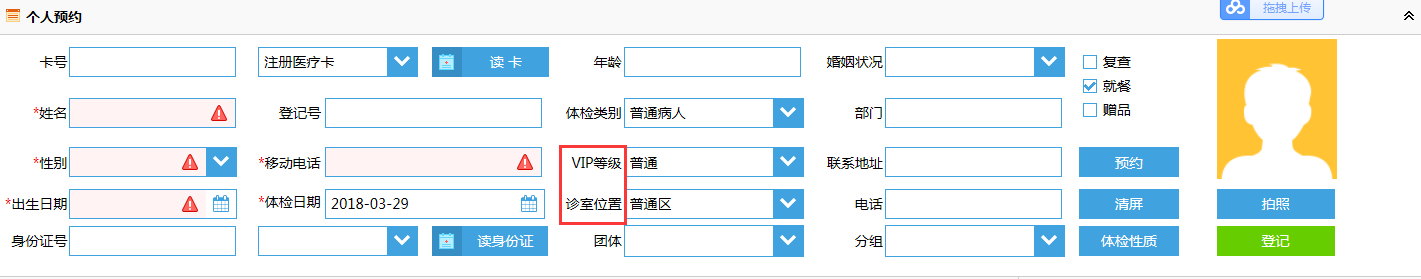 个人预约
拖拽上传
卡号 注册医疗卡 读 卡 年龄 婚姻状况 复查
就餐
*姓名 登记号 体检类别 普通病人 部门 赠品
*性别 *移动电话 VIP等级 普通 联系地址 预约
*出生日期 *体检日期 2018-03-29 诊室位置 普通区 电话 清屏 拍照
身份证号 读身份证 团体 分组 体检性质 登记